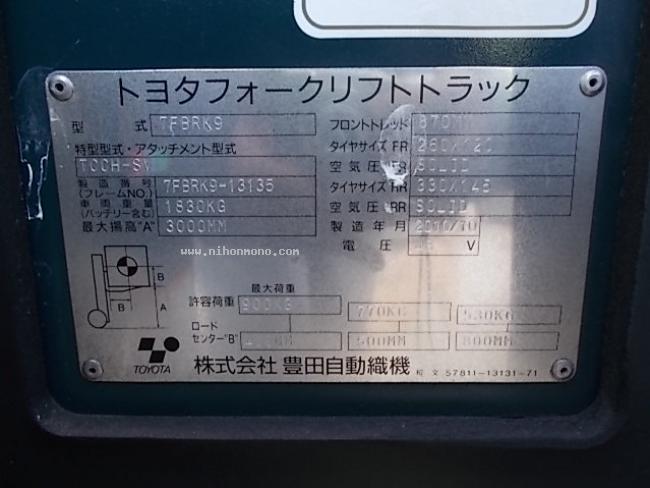 トヨタフォークリフトトラック
型 式 7FBRK9
フロントトレッド 870MM
特型型式・アタッチメント型式
タイヤサイズ FR
空気圧 FR SOLID
製造番号 (フレームNO.) 7FBRK9-13135
タイヤサイズ RR 330X145
車両重量 (バッテリー含む) 1830KG
空気圧 RR SOLID
最大揚高"A" 3000MM
製造年月 2010/10
電圧 V
www.nihonmono.com
B
B
A
最大荷重
許容荷重 900KG 770KG 530KG
ロード
センター"B" 600MM 800MM
TOYOTA
株式会社 豊田自動織機
和文 57811-13131-71